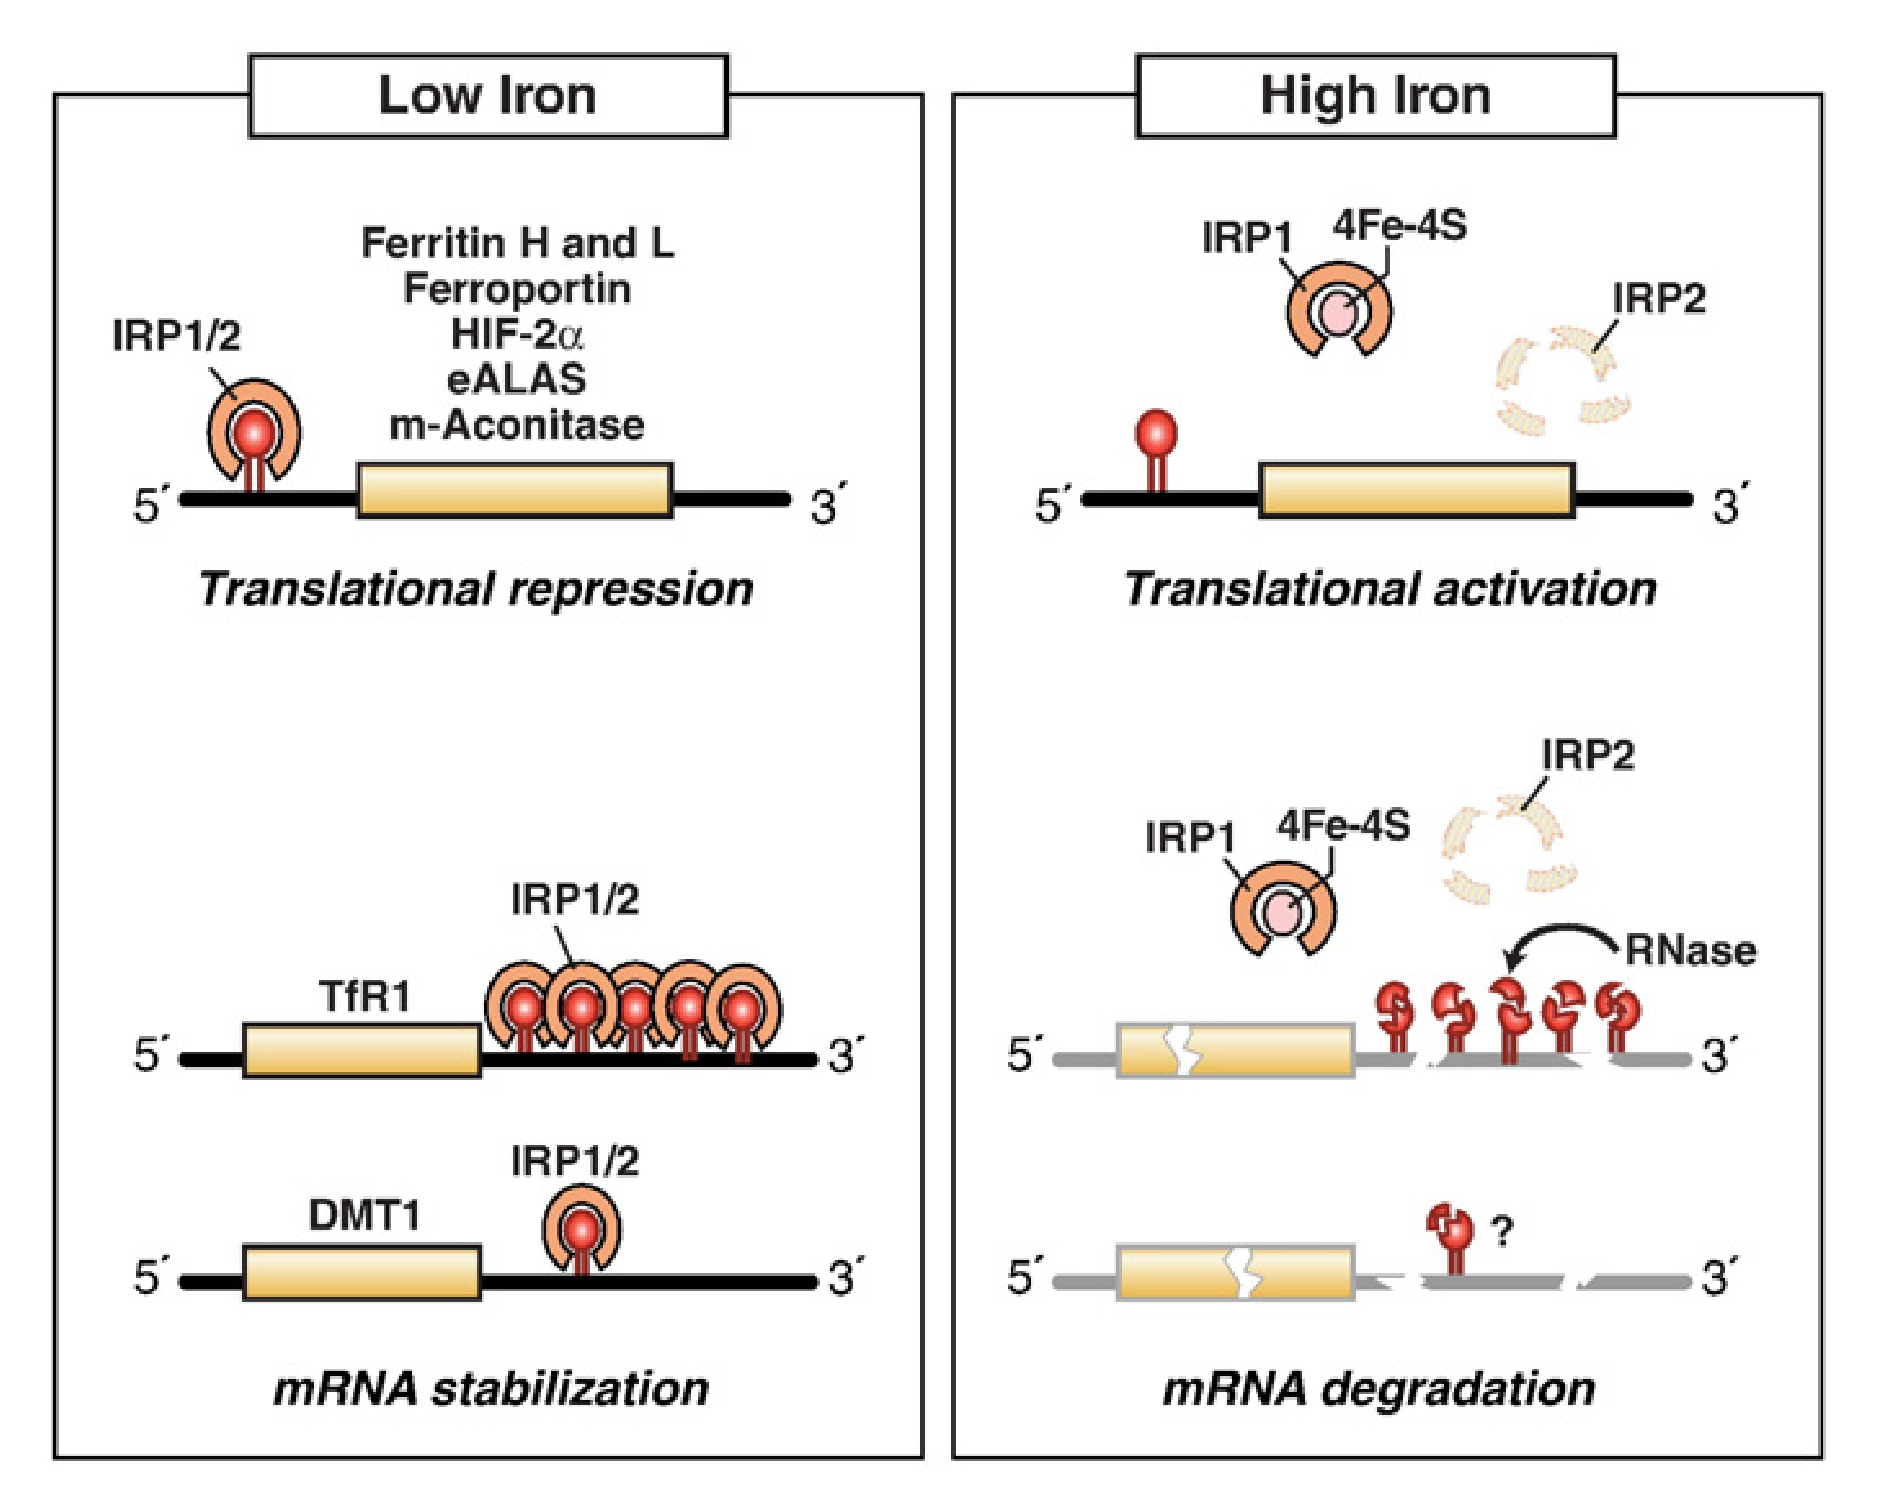 Low Iron
Ferritin H and L
Ferroportin
HIF-2α
eALAS
m-Aconitase
IRP1/2
5´
3´
Translational repression
IRP1/2
TfR1
5´
3´
IRP1/2
DMT1
5´
3´
mRNA stabilization
High Iron
IRP1
4Fe-4S
IRP2
5´
3´
Translational activation
IRP2
IRP1
4Fe-4S
RNase
5´
3´
?
5´
3´
mRNA degradation